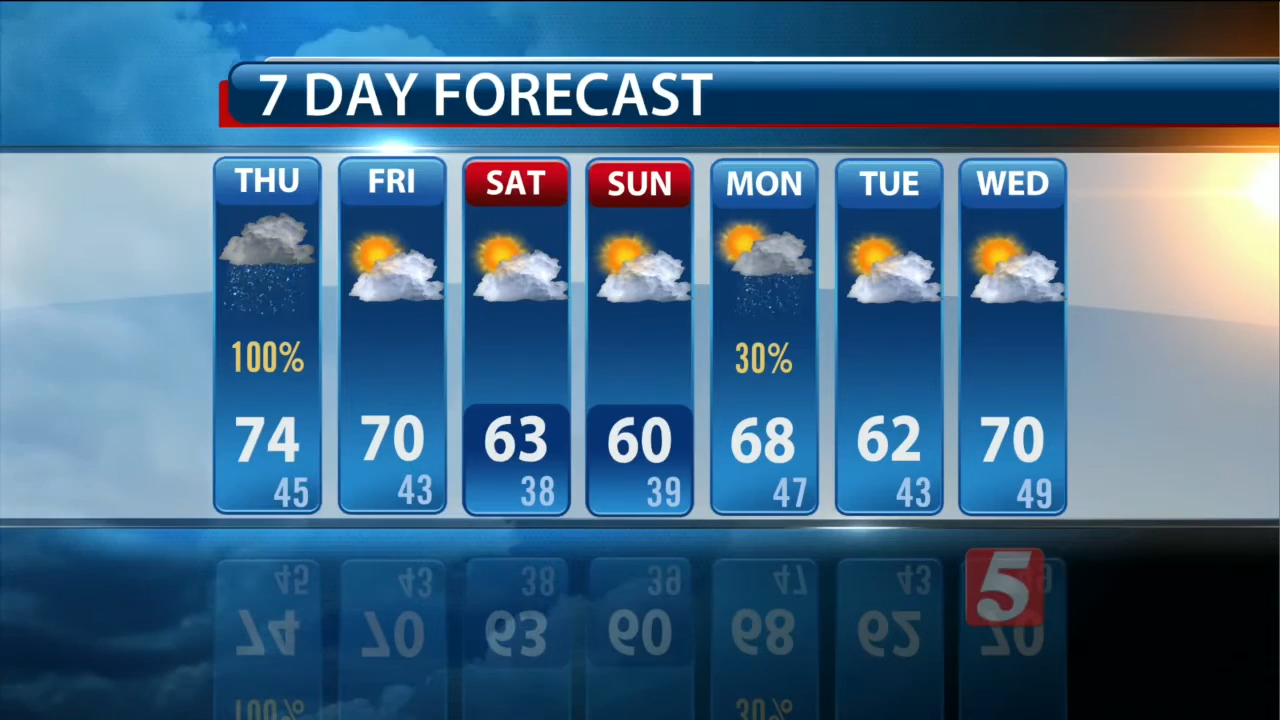 7 DAY FORECAST
THU FRI SAT SUN MON TUE WED
100% 30%
74 70 63 60 68 62 70
45 43 38 39 47 43 49
5